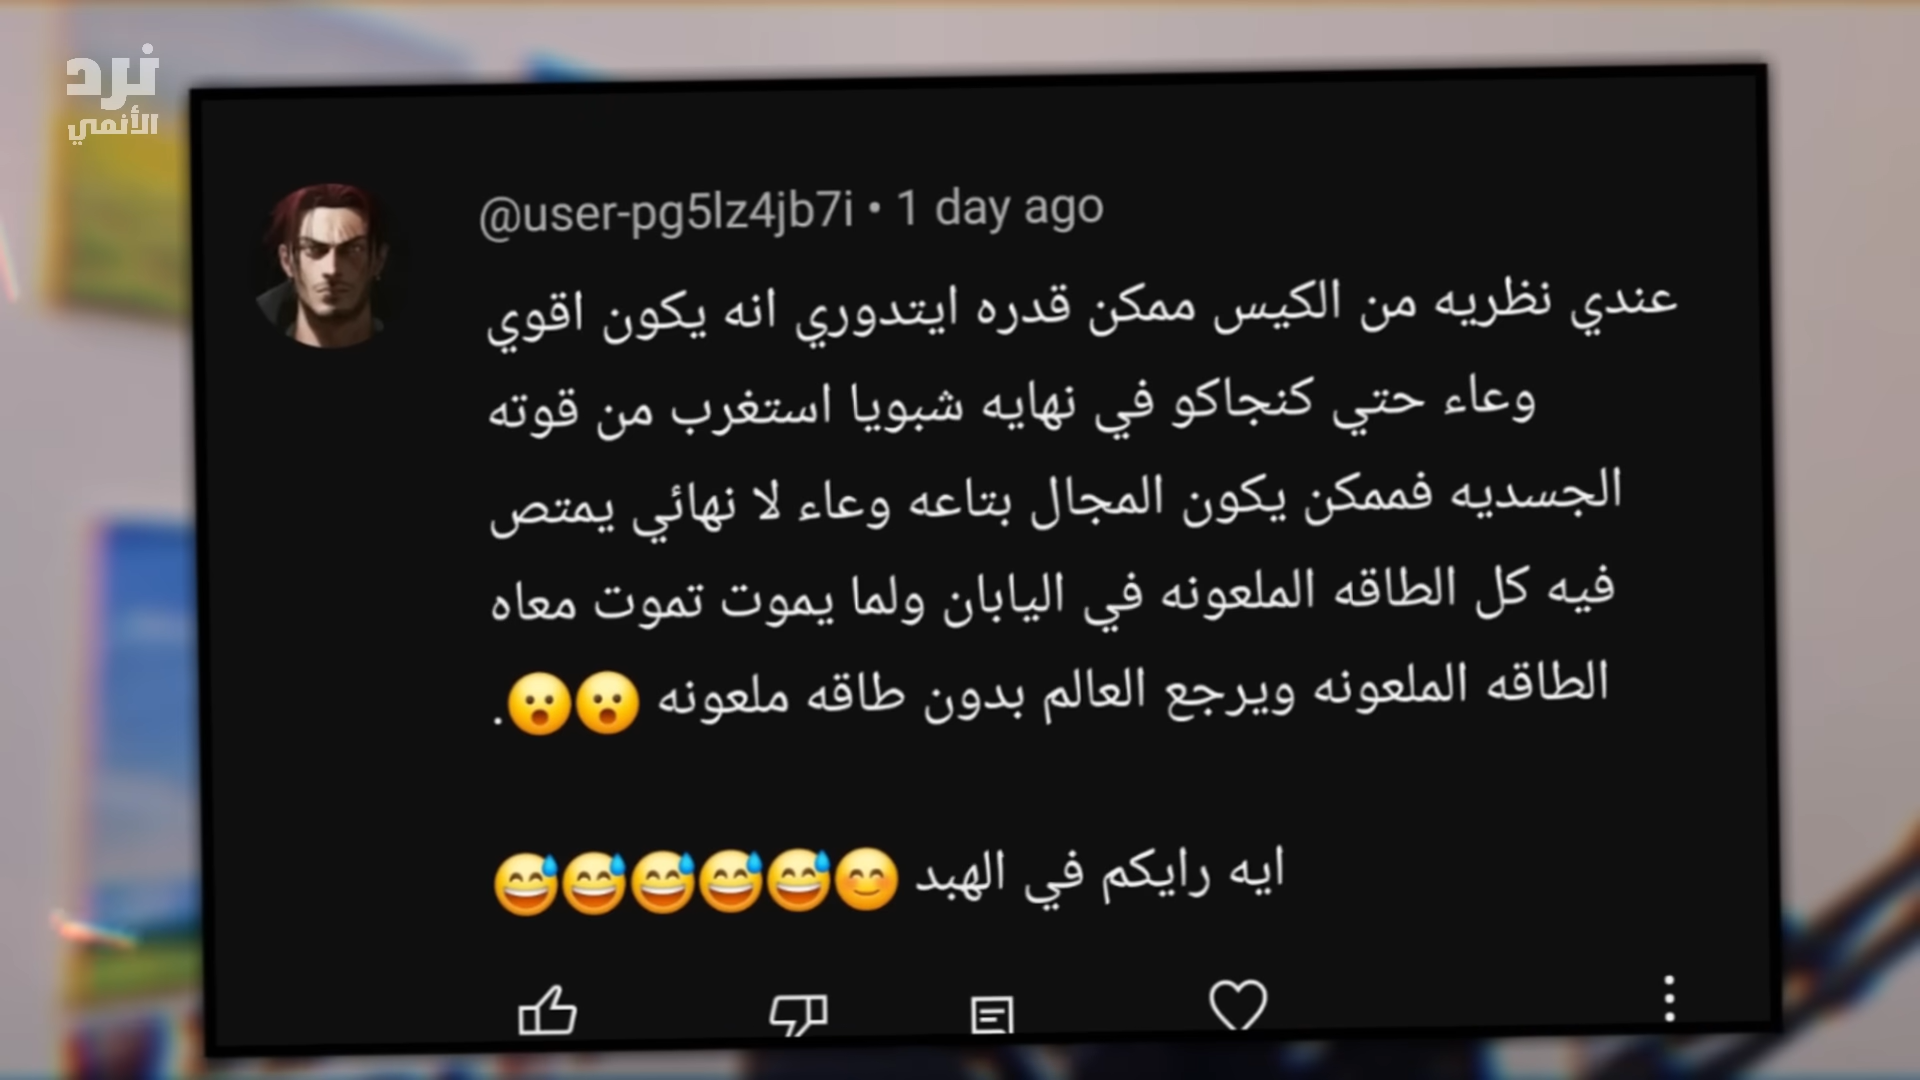 نرد
الأنمي
@user-pg5lz4jb7i • 1 day ago
عندي نظريه من الكيس ممكن قدره ايتدوري انه يكون اقوي
وعاء حتي كنجاكو في نهايه شبويا استغرب من قوته
الجسديه فممكن يكون المجال بتاعه وعاء لا نهائي يمتص
فيه كل الطاقه الملعونه في اليابان ولما يموت تموت معاه
الطاقه الملعونه ويرجع العالم بدون طاقه ملعونه 😮😮.
ايه رايكم في الهبد 😊😅😅😅😅😅